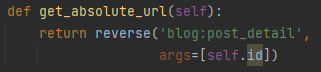 def get_absolute_url(self):
    return reverse('blog:post_detail',
                   args=[self.id])